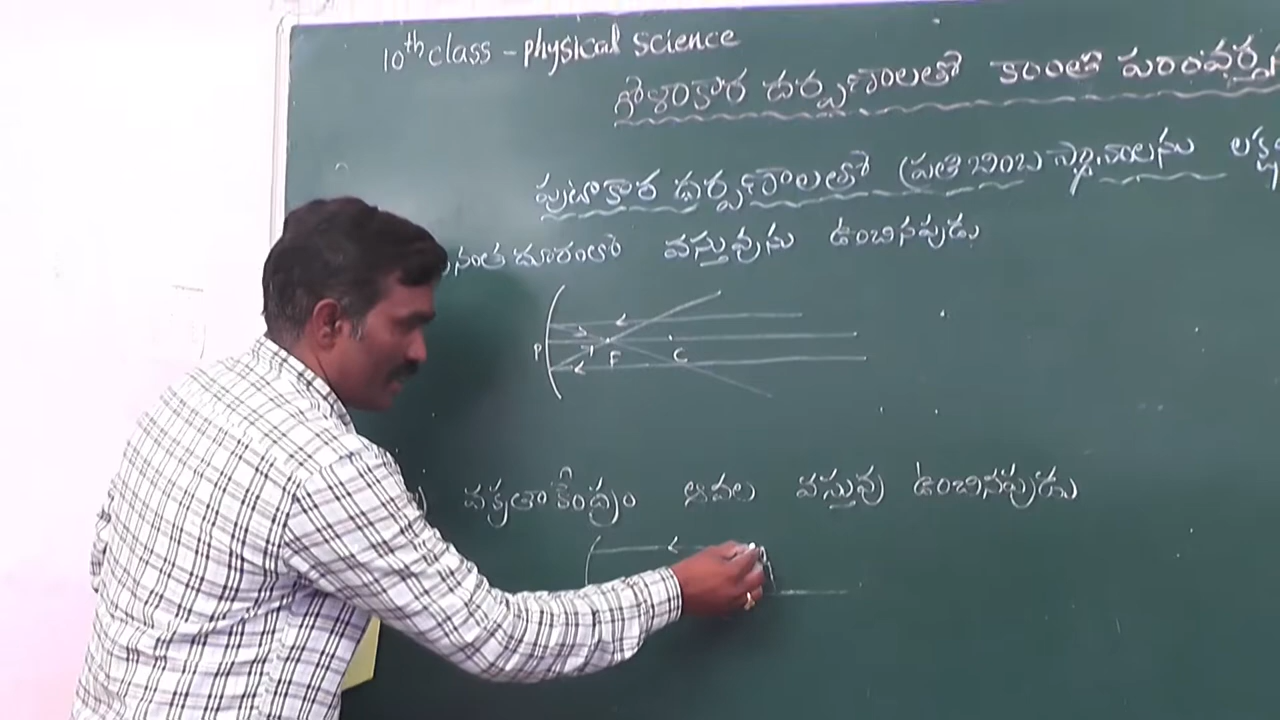 10th class - physical science
గోళాకార దర్పణాలతో కాంతి పరావర్తన
పుటాకార దర్పణాలతో ప్రతిబింబ స్థానాలను లక్ష
నంత దూరంలో వస్తువును ఉంచినపుడు
P F C
వక్రతా కేంద్రం ఆవల వస్తువు ఉంచినపుడు